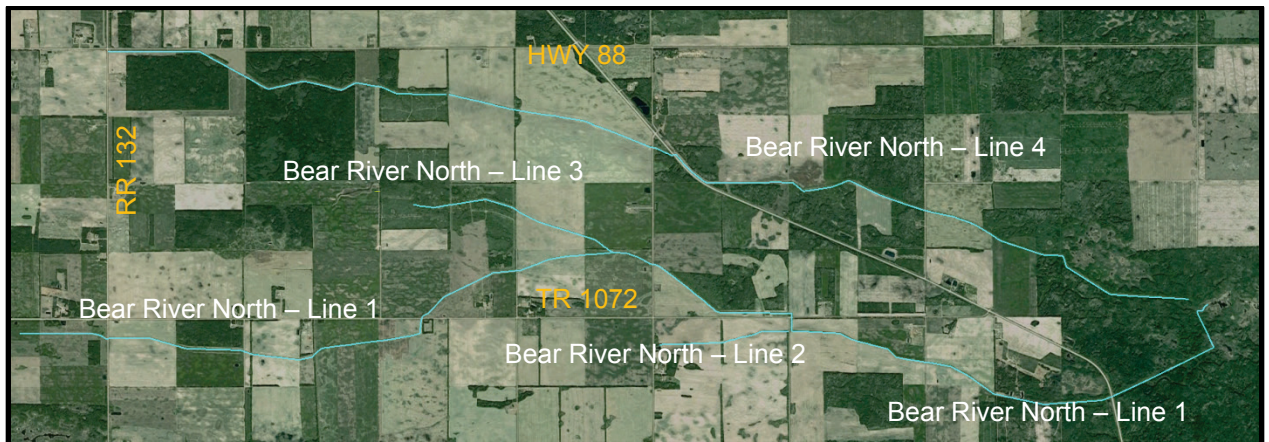 HWY 88
Bear River North – Line 4
RR 132
Bear River North – Line 3
TR 1072
Bear River North – Line 1
Bear River North – Line 2
Bear River North – Line 1